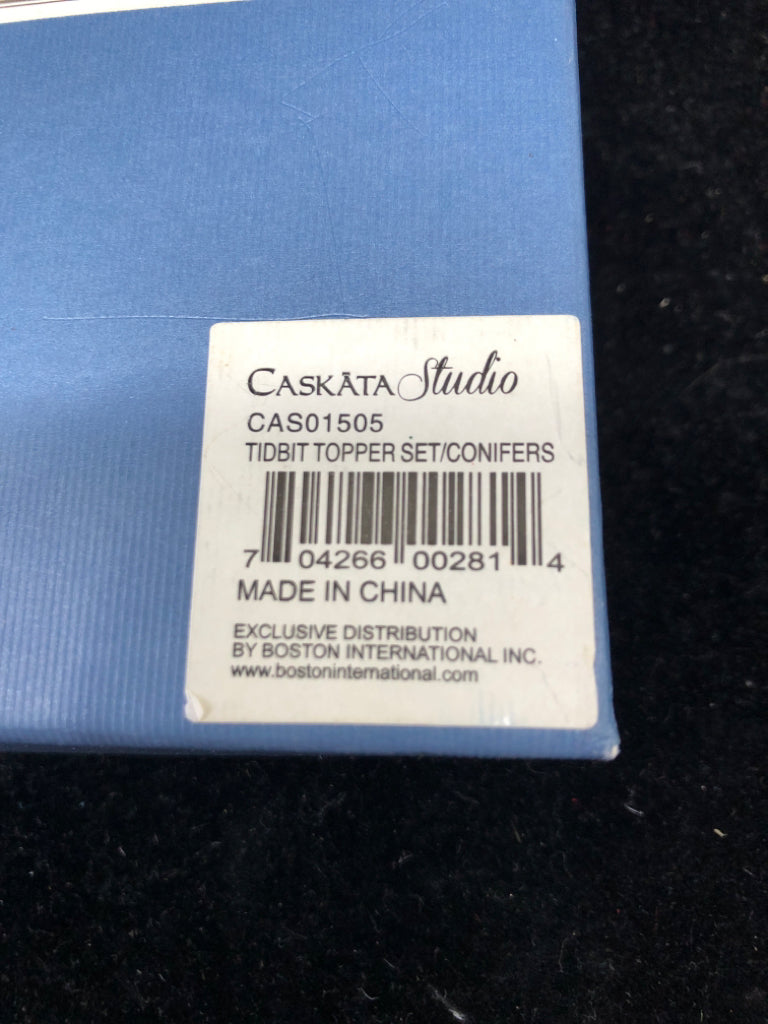 CASKĀTA Studio
CAS01505
TIDBIT TOPPER SET/CONIFERS
7 04266 00281 4
MADE IN CHINA
EXCLUSIVE DISTRIBUTION
BY BOSTON INTERNATIONAL INC.
www.bostoninternational.com